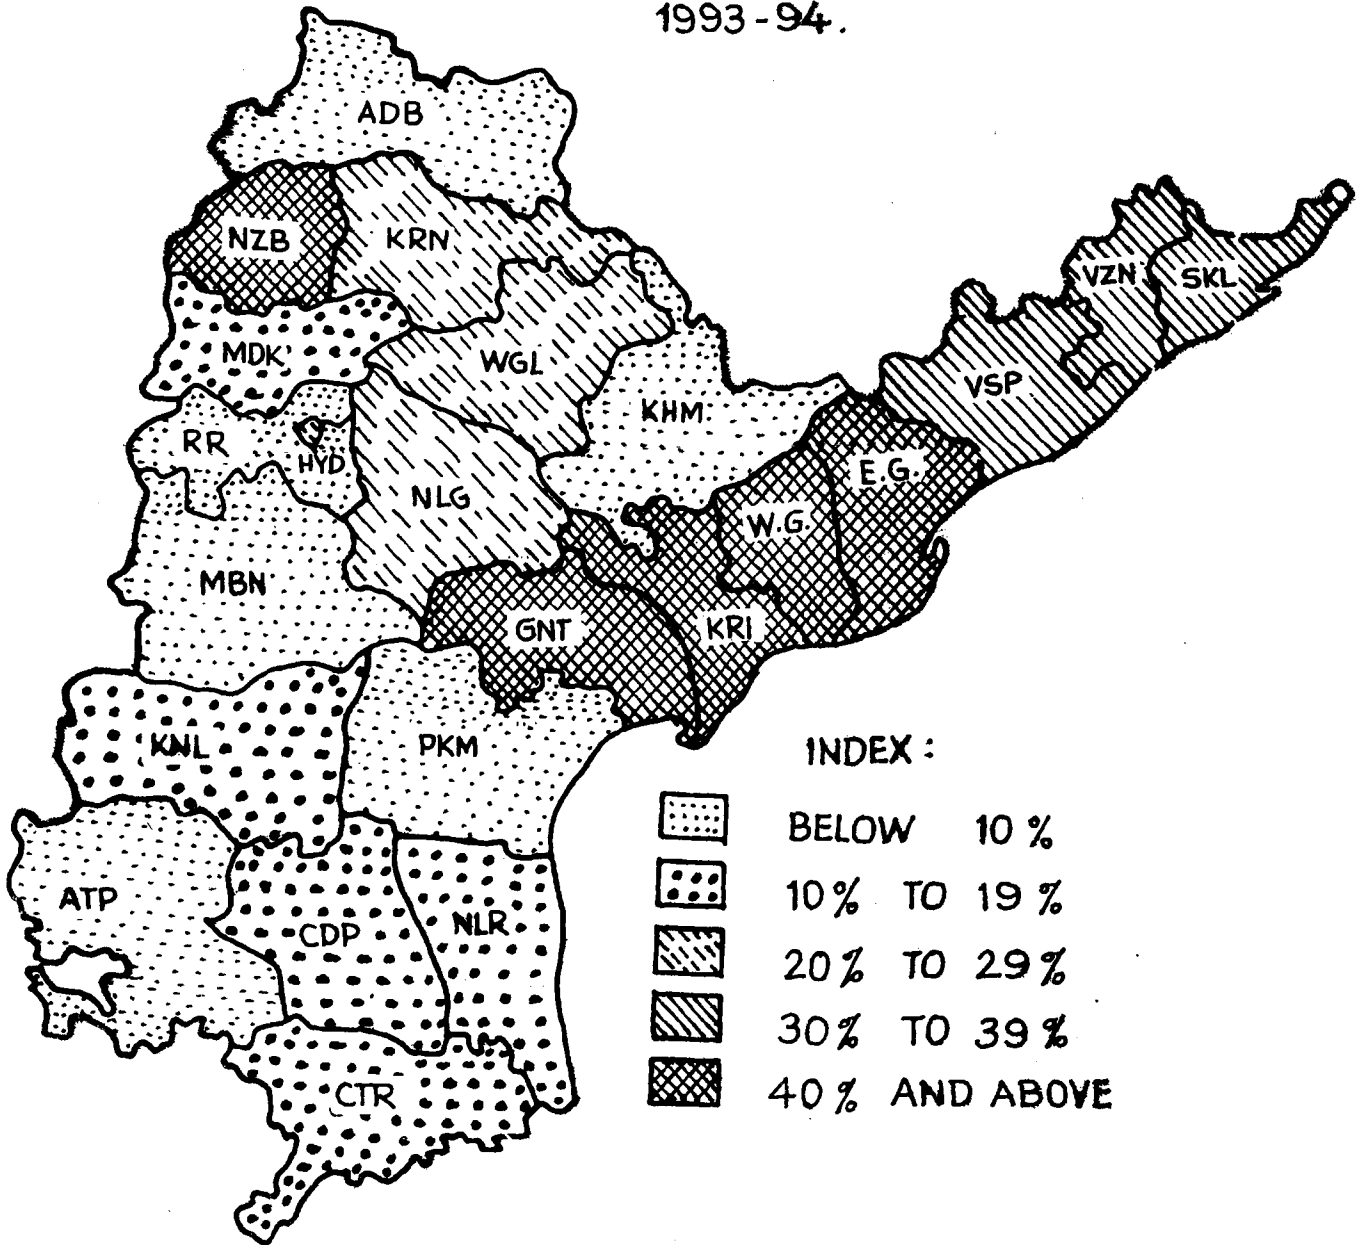 1993-94.
ADB
NZB
KRN
MDK
WGL
VZN
SKL
VSP
KHM
RR
HYD
NLG
E.G.
W.G.
MBN
GNT
KRI
KNL
PKM
ATP
CDP
NLR
CTR
INDEX :
BELOW 10 %
10 % TO 19 %
20 % TO 29 %
30 % TO 39 %
40 % AND ABOVE